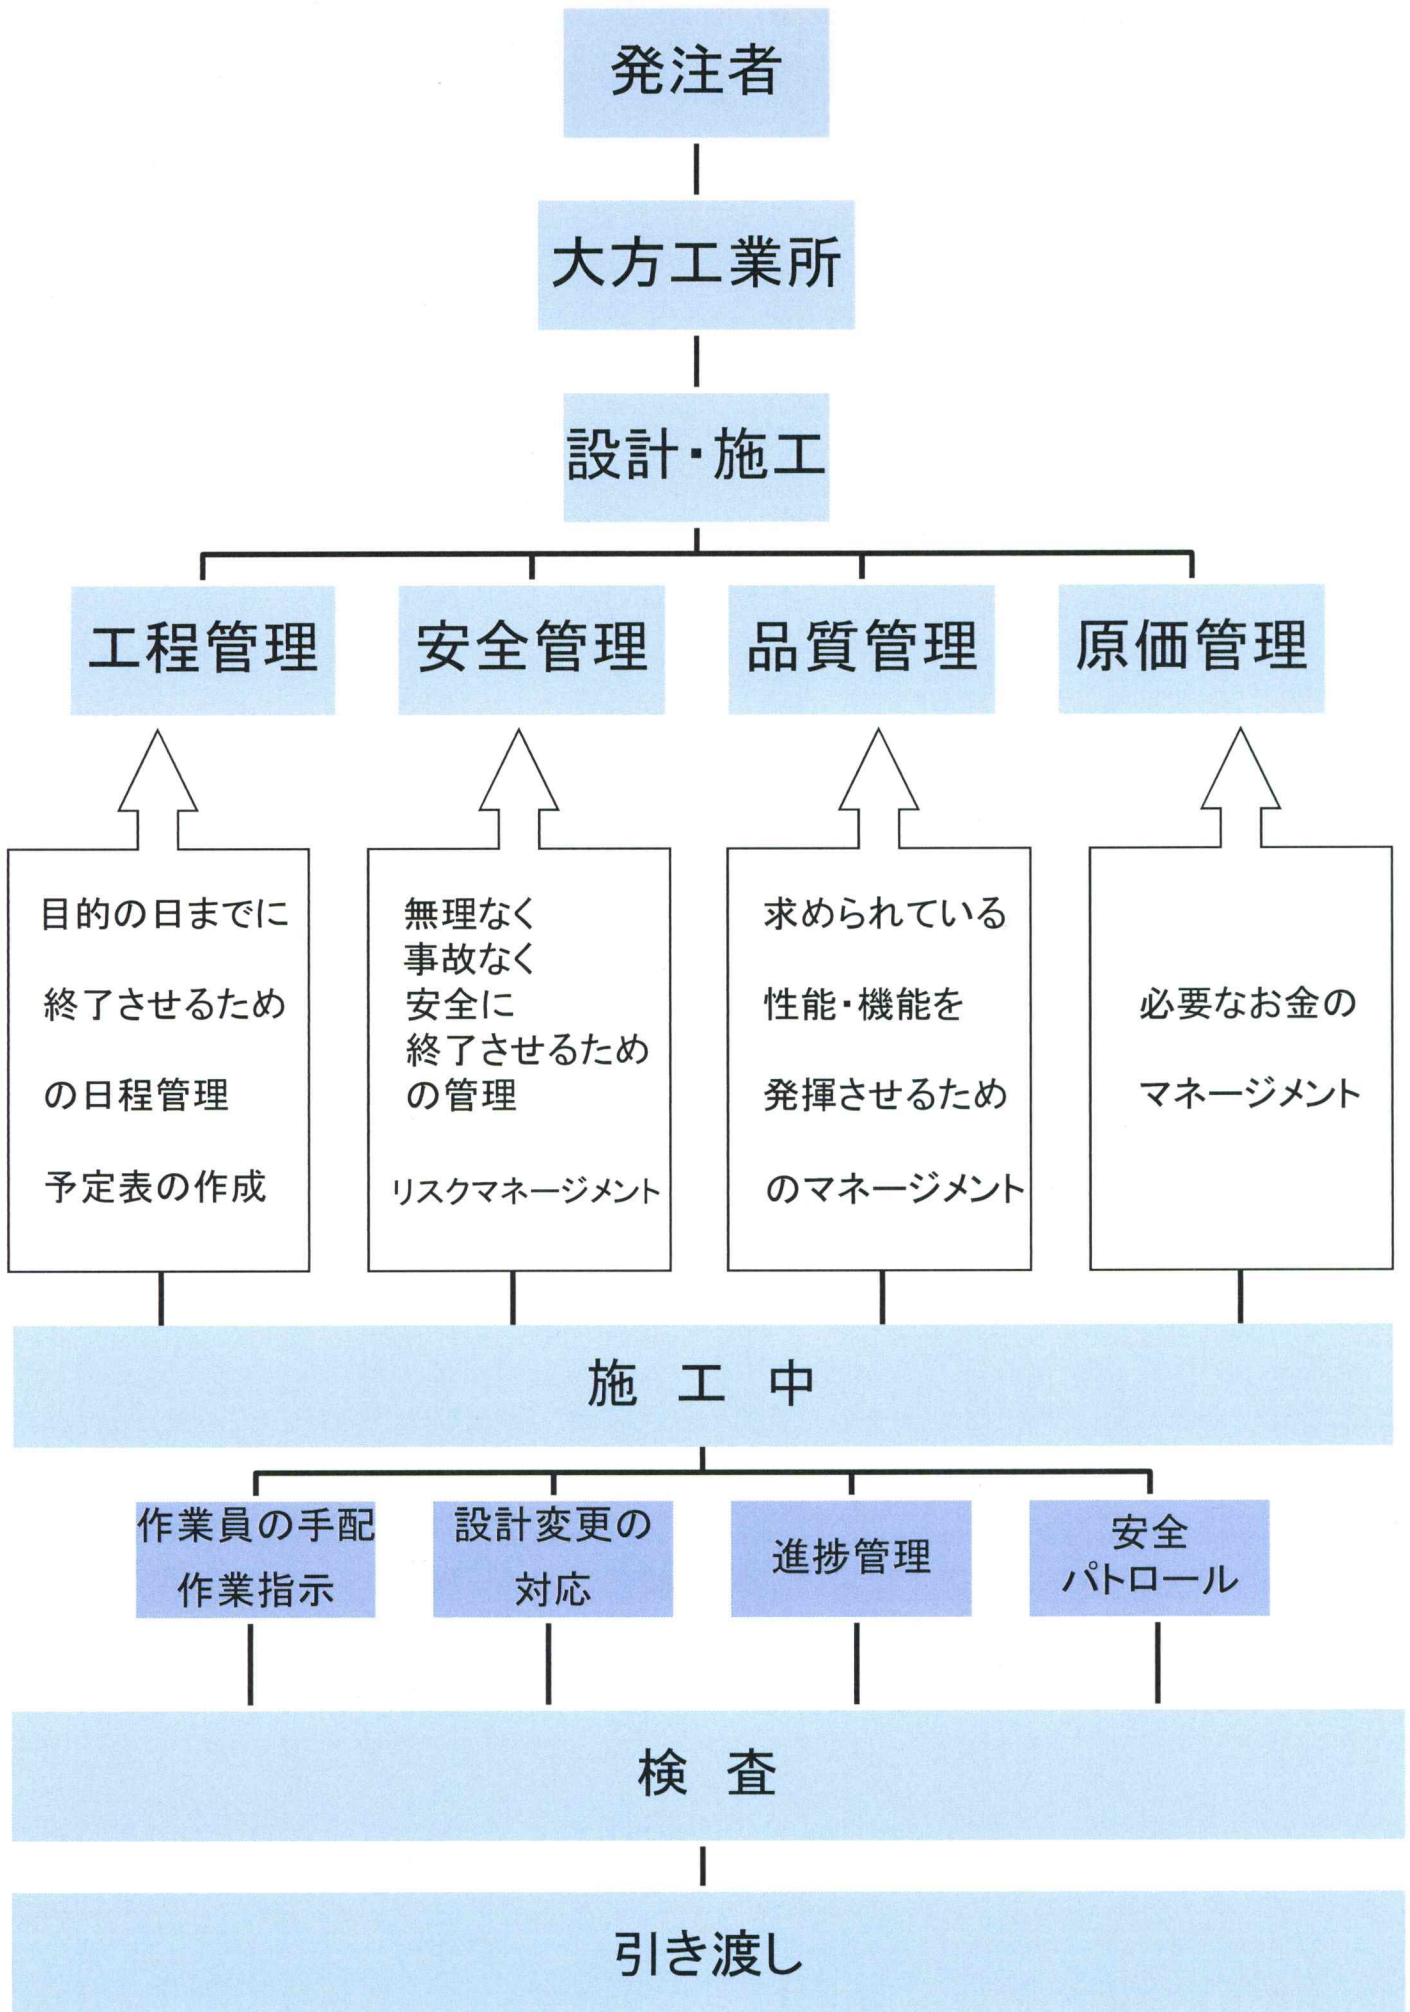 発注者
大方工業所
設計・施工
工程管理
安全管理
品質管理
原価管理
目的の日までに
終了させるため
の日程管理
予定表の作成
無理なく
事故なく
安全に
終了させるため
の管理
リスクマネージメント
求められている
性能・機能を
発揮させるため
のマネージメント
必要なお金の
マネージメント
施 工 中
作業員の手配
作業指示
設計変更の
対応
進捗管理
安全
パトロール
検 査
引き渡し